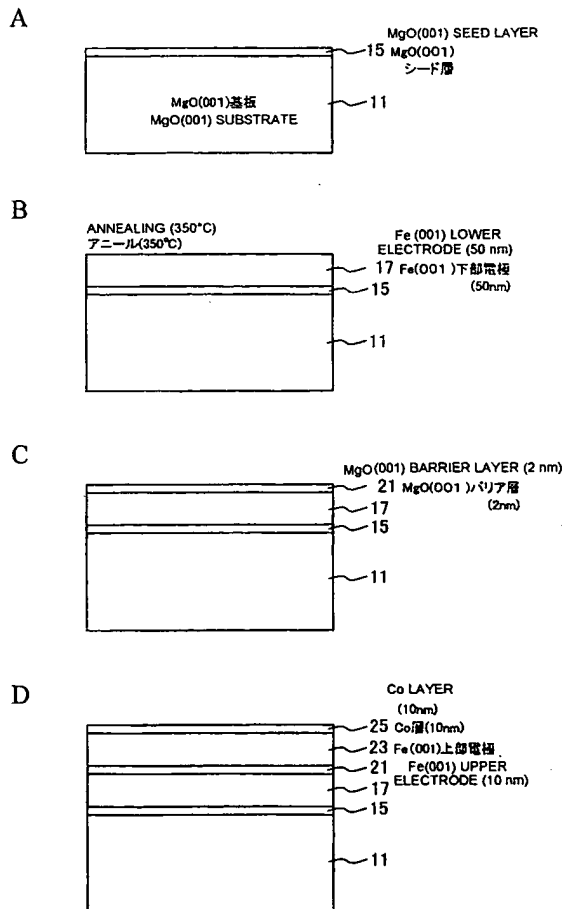 A
MgO(001) SEED LAYER
15 MgO(001)
シード層
MgO(001)基板
MgO(001) SUBSTRATE
11
B
ANNEALING (350°C)
アニール(350℃)
Fe (001) LOWER
ELECTRODE (50 nm)
17 Fe(001)下部電極
(50nm)
15
11
C
MgO(001) BARRIER LAYER (2 nm)
21 MgO(001)バリア層
(2nm)
17
15
11
D
Co LAYER
(10nm)
25 Co層(10nm)
23 Fe(001)上部電極
21 Fe(001) UPPER
17 ELECTRODE (10 nm)
15
11